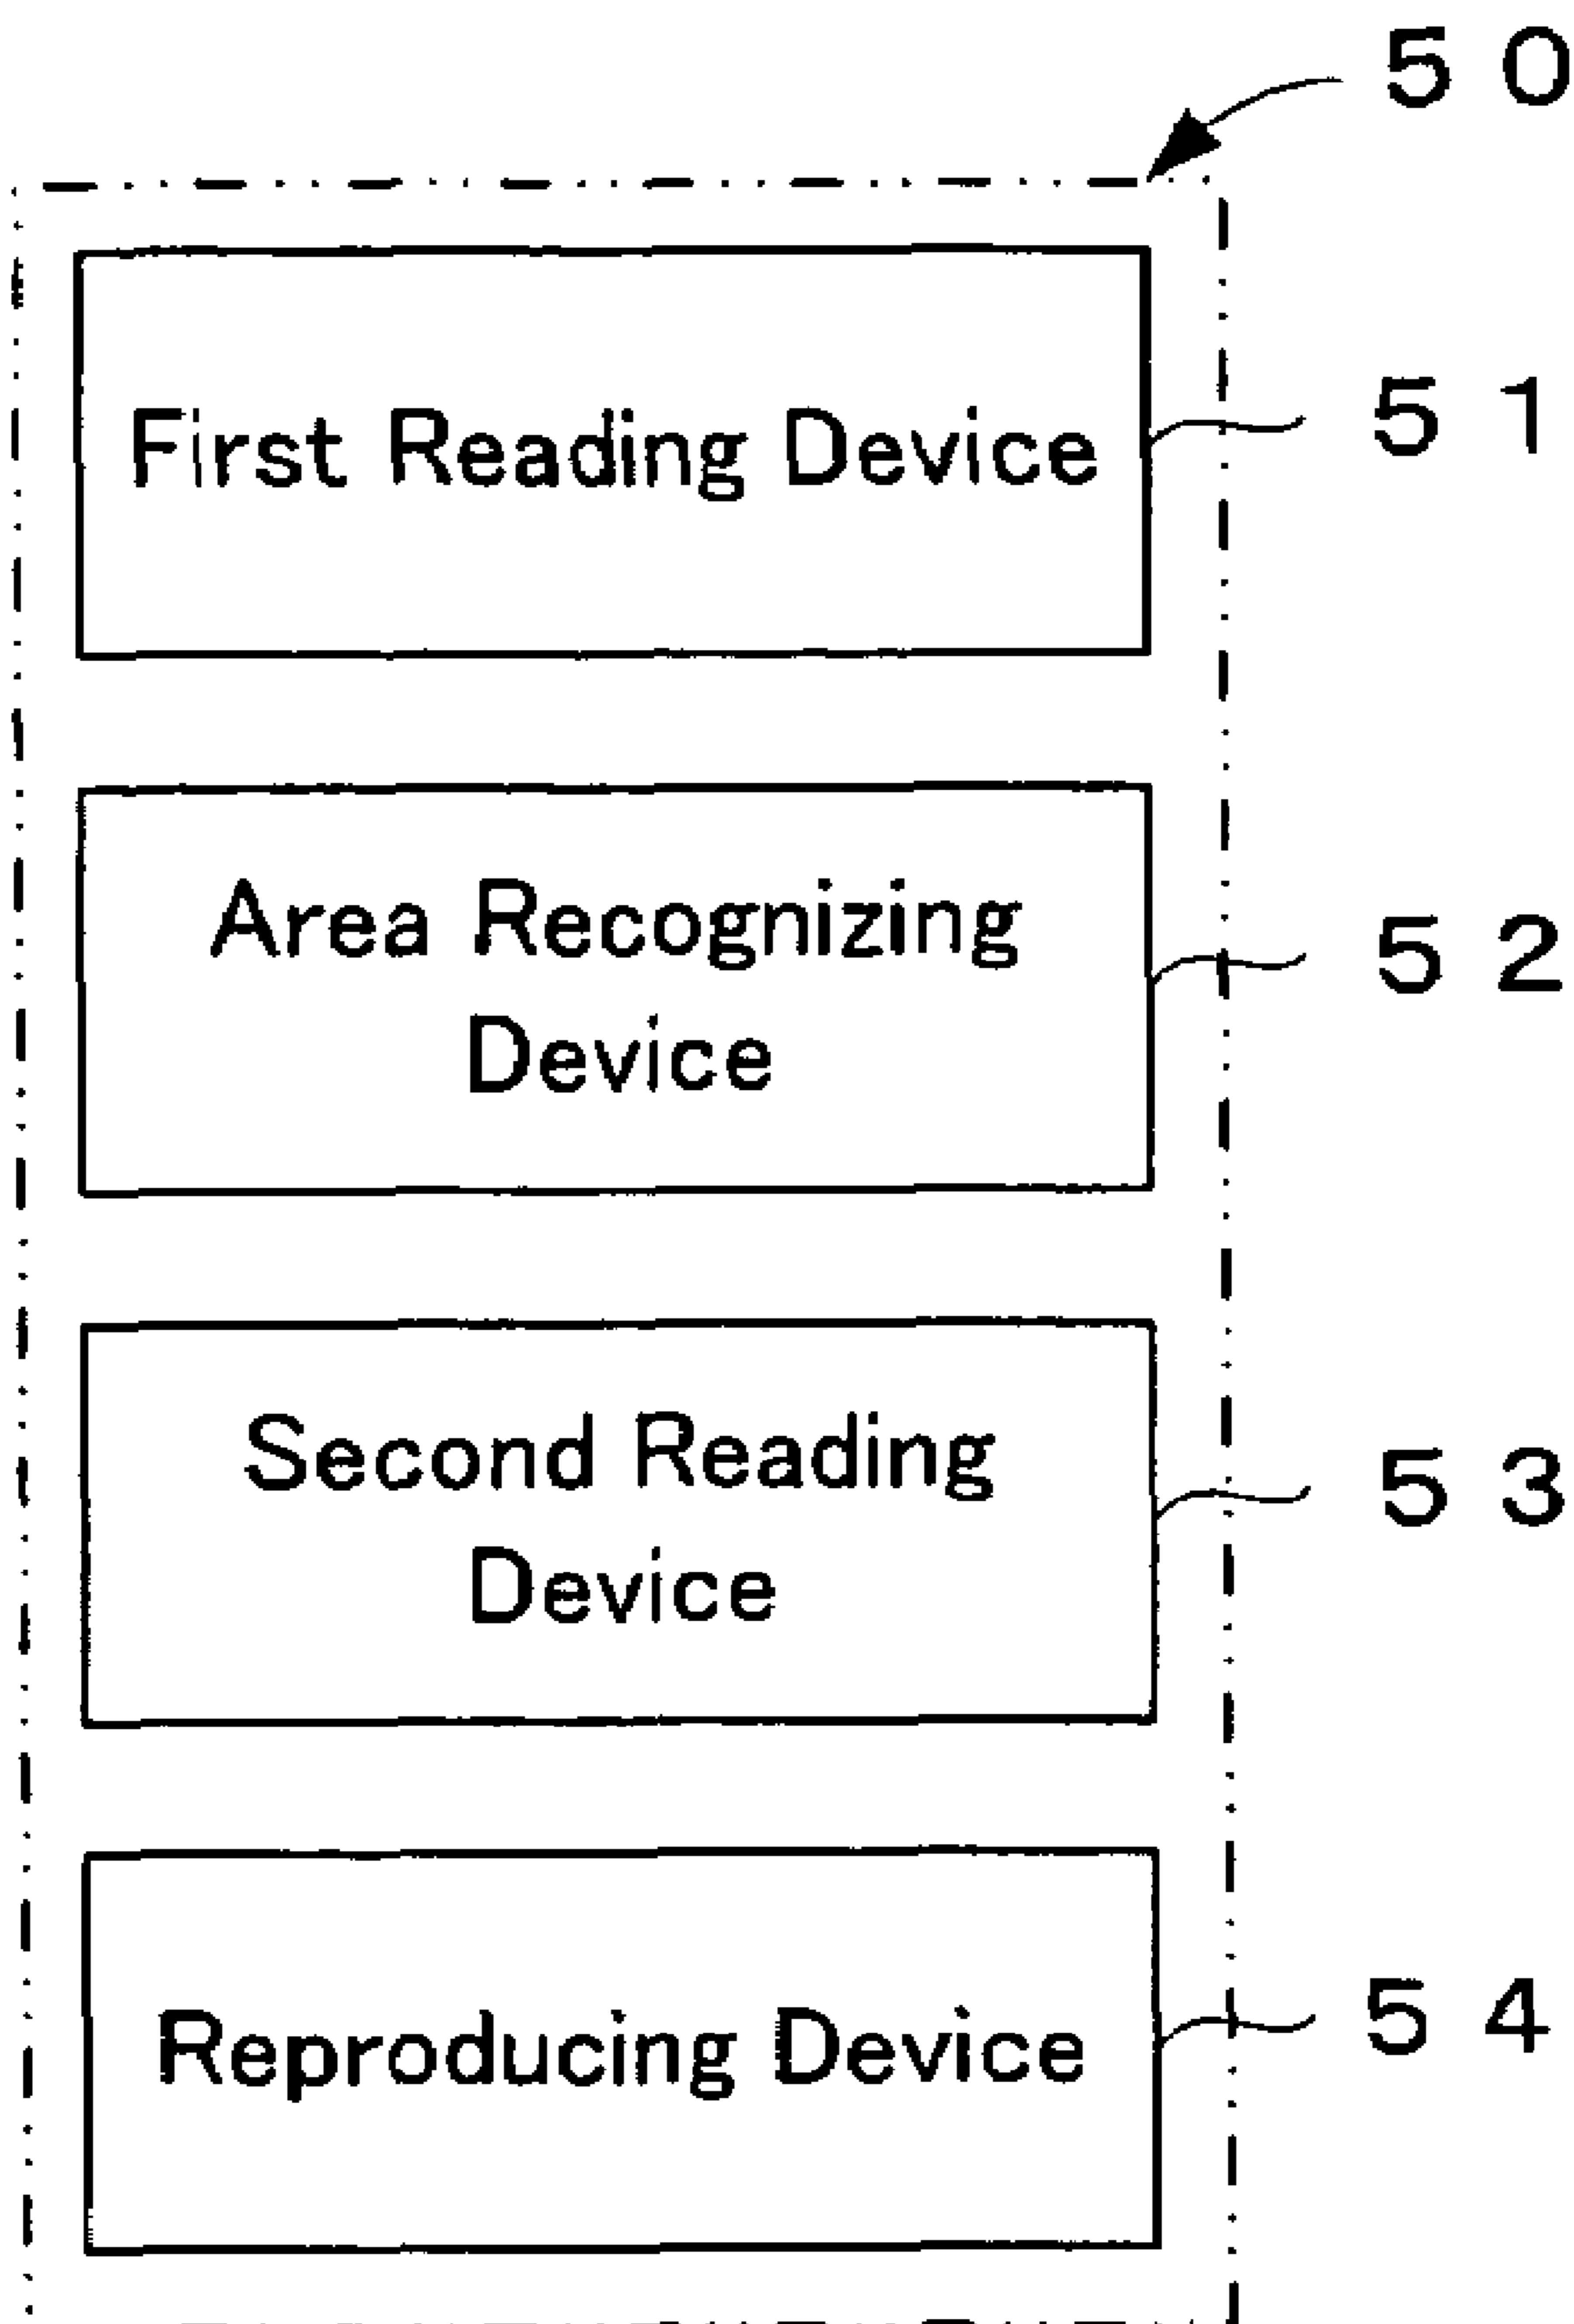 50
First Reading Device 51
Area Recognizing
Device
52
Second Reading
Device
53
Reproducing Device 54